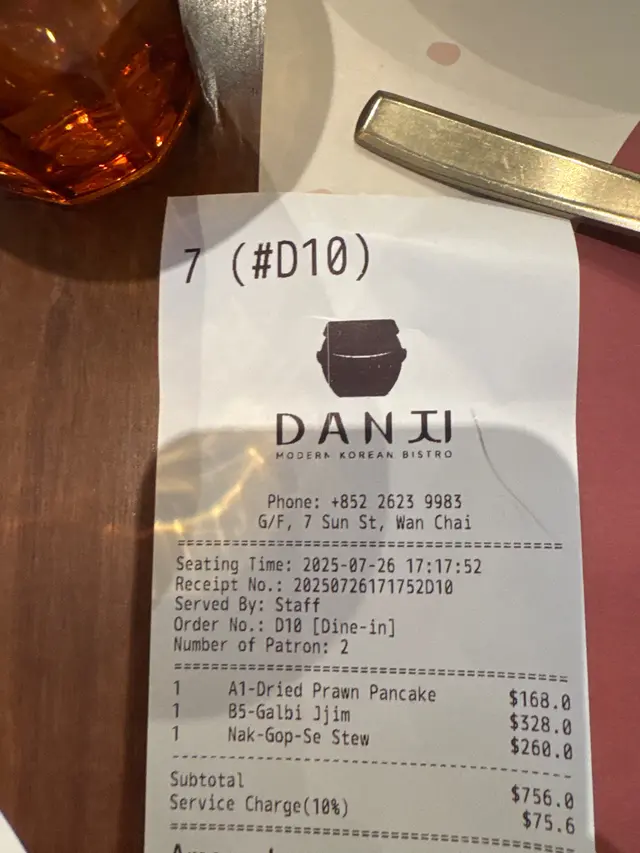 7 (#D10)
DANJI
MODERN KOREAN BISTRO
Phone: +852 2623 9983
G/F, 7 Sun St, Wan Chai
Seating Time: 2025-07-26 17:17:52
Receipt No.: 20250726171752D10
Served By: Staff
Order No.: D10 [Dine-in]
Number of Patron: 2
1 A1-Dried Prawn Pancake $168.0
1 B5-Galbi Jjim $328.0
1 Nak-Gop-Se Stew $260.0
Subtotal $756.0
Service Charge(10%) $75.6